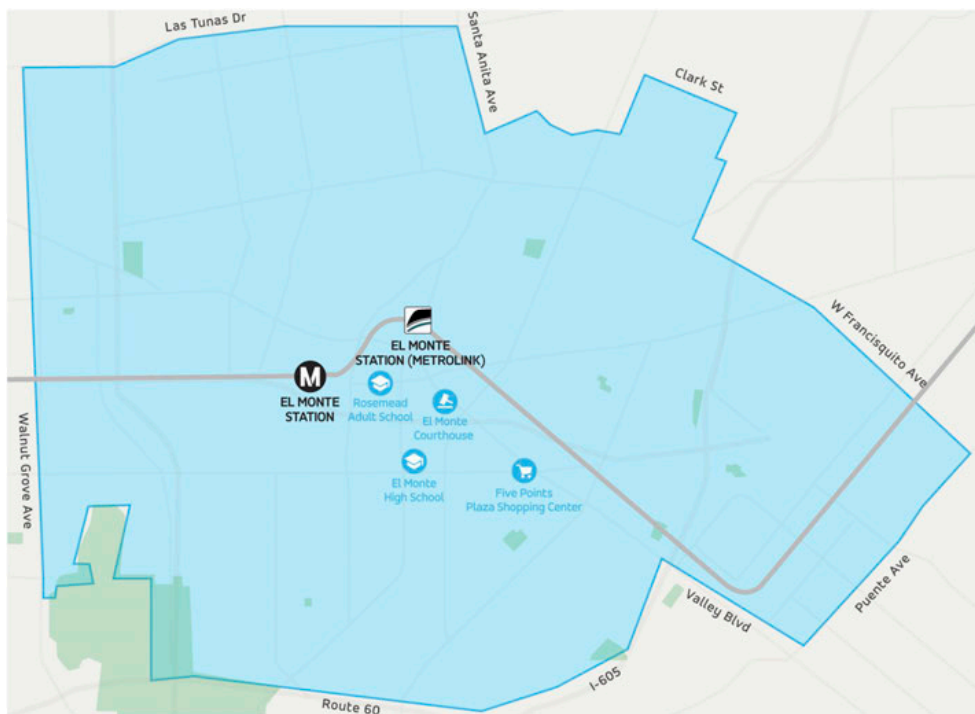 Las Tunas Dr
Santa Anita Ave
Clark St
W Francisquito Ave
EL MONTE
STATION (METROLINK)
M
EL MONTE
STATION
Rosemead
Adult School
El Monte
Courthouse
Walnut Grove Ave
El Monte
High School
Five Points
Plaza Shopping Center
Puente Ave
Valley Blvd
I-605
Route 60